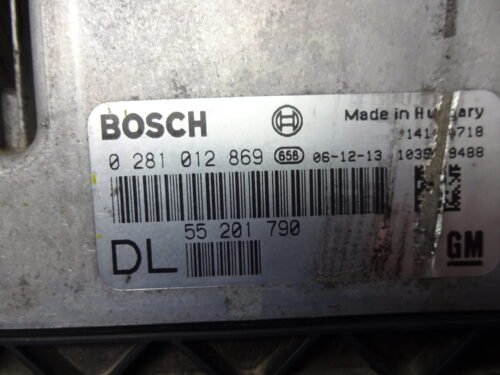 BOSCH
Made in Hungary
0 281 012 869 658 06-12-13
55 201 790
DL
GM